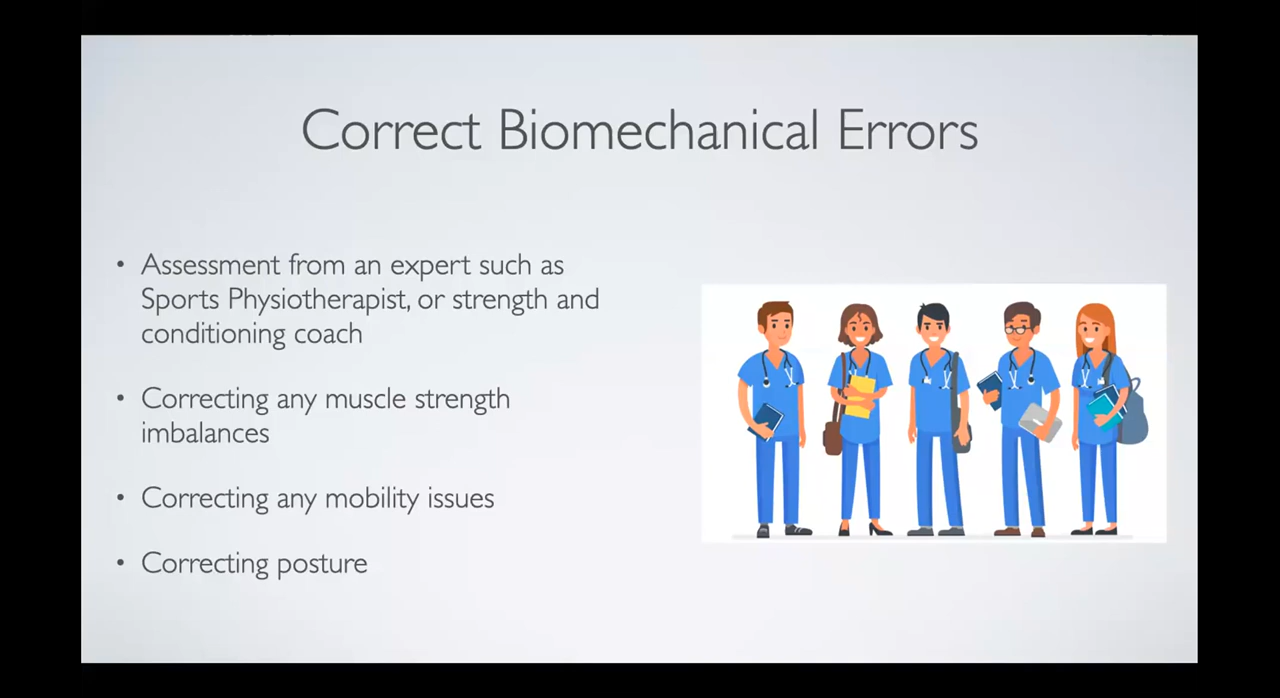 Correct Biomechanical Errors
• Assessment from an expert such as
Sports Physiotherapist, or strength and
conditioning coach
• Correcting any muscle strength
imbalances
• Correcting any mobility issues
• Correcting posture